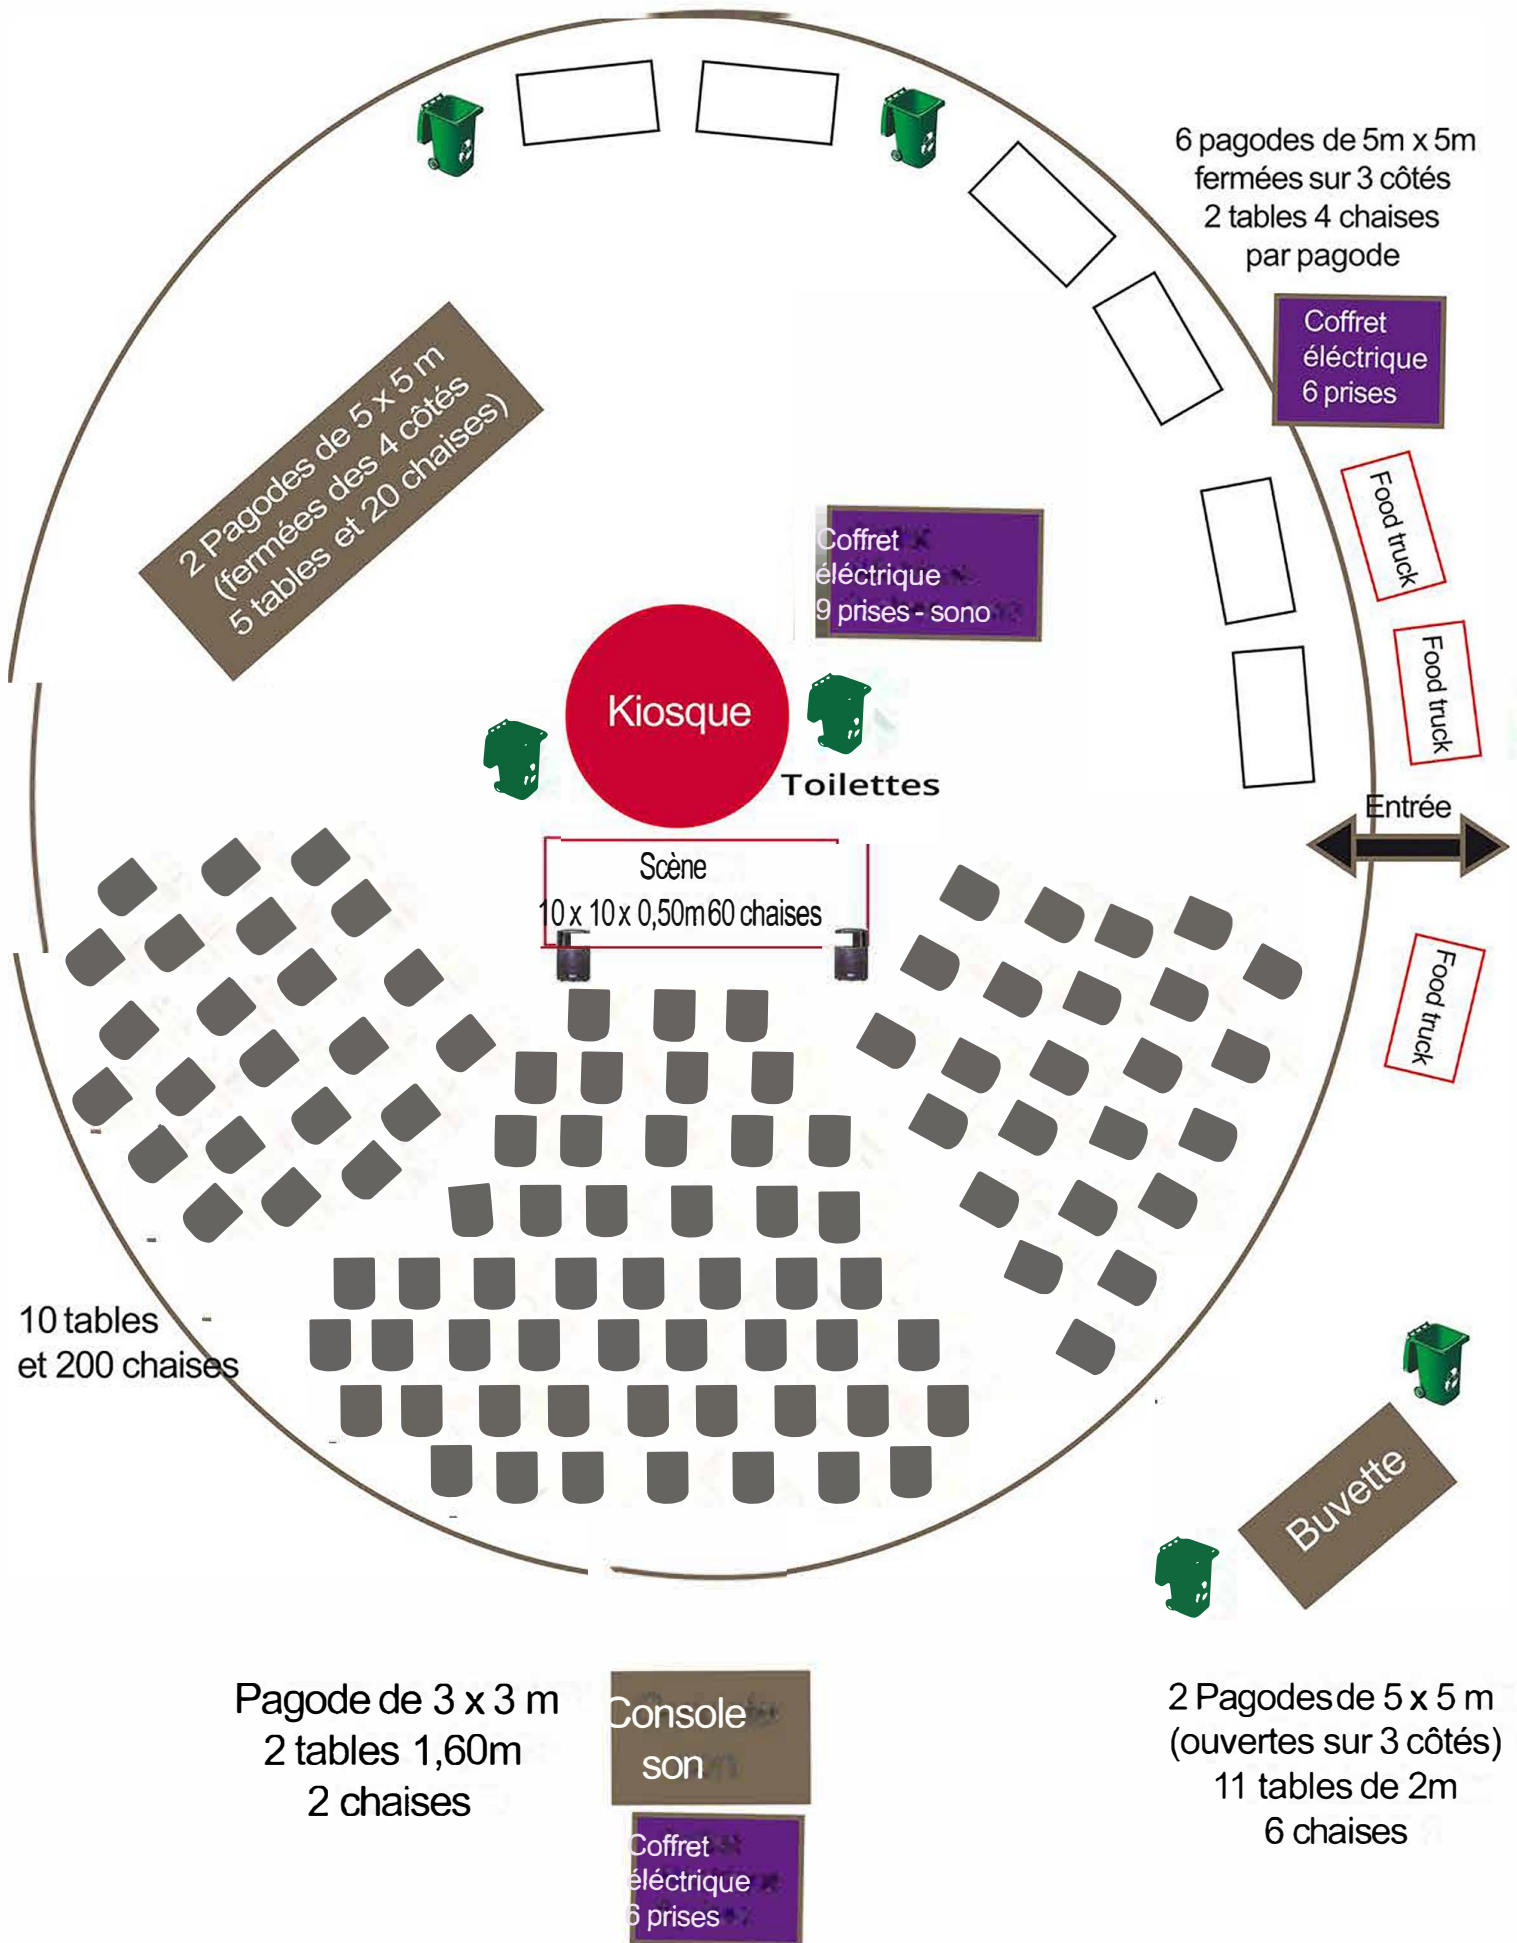 6 pagodes de 5m x 5m
fermées sur 3 côtés
2 tables 4 chaises
par pagode
Coffret
éléctrique
6 prises
2 Pagodes de 5 x 5 m
(fermées des 4 côtés
5 tables et 20 chaises)
Food truck
Coffret
éléctrique
9 prises - sono
Food truck
Kiosque
Toilettes
Entrée
Scène
10 x 10 x 0,50m 60 chaises
Food truck
10 tables
et 200 chaises
Buvette
Pagode de 3 x 3 m
2 tables 1,60m
2 chaises
Console
son
2 Pagodes de 5 x 5 m
(ouvertes sur 3 côtés)
11 tables de 2m
6 chaises
Coffret
éléctrique
6 prises